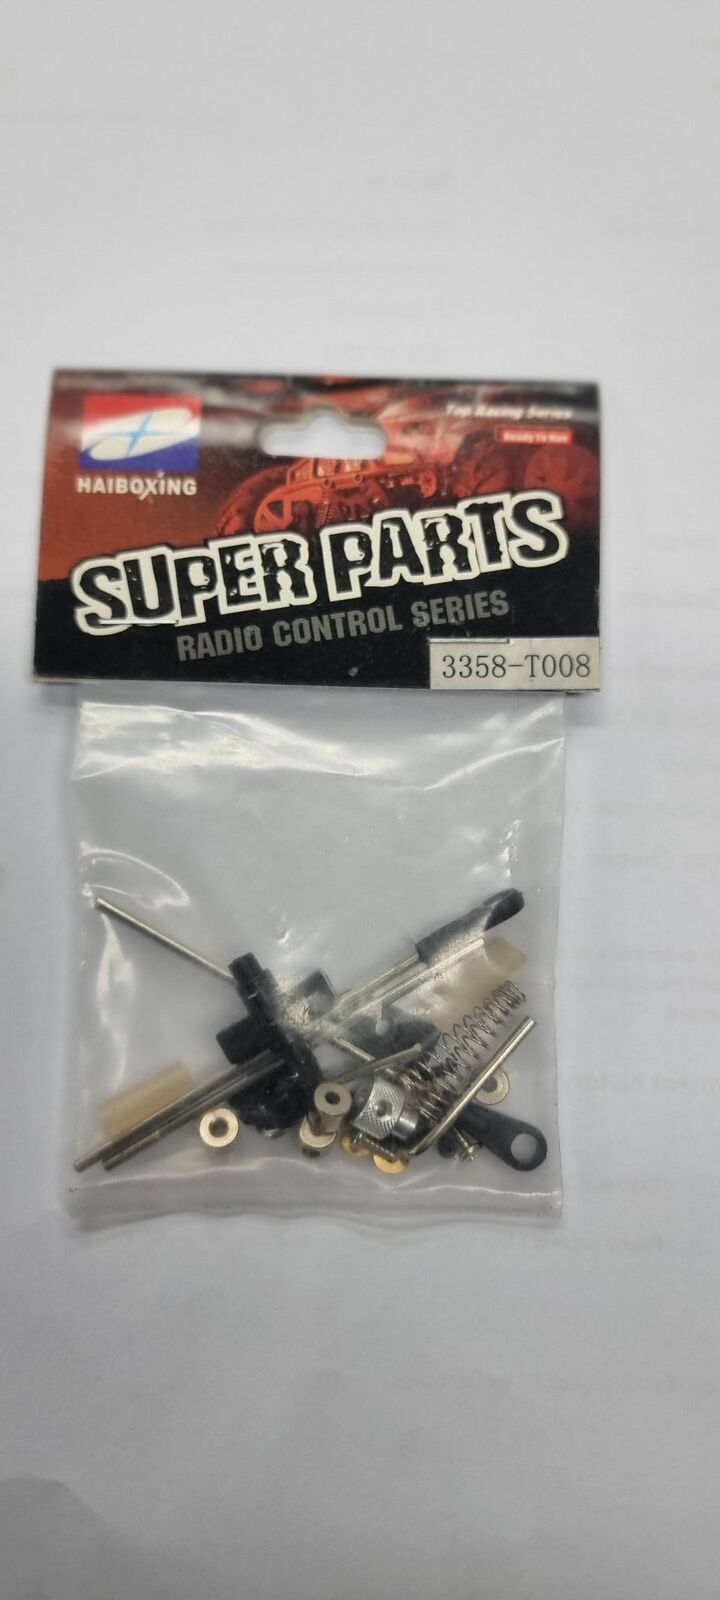 Top Racing Series
Ready To Run
HAIBOXING
SUPER PARTS
RADIO CONTROL SERIES
3358-T008